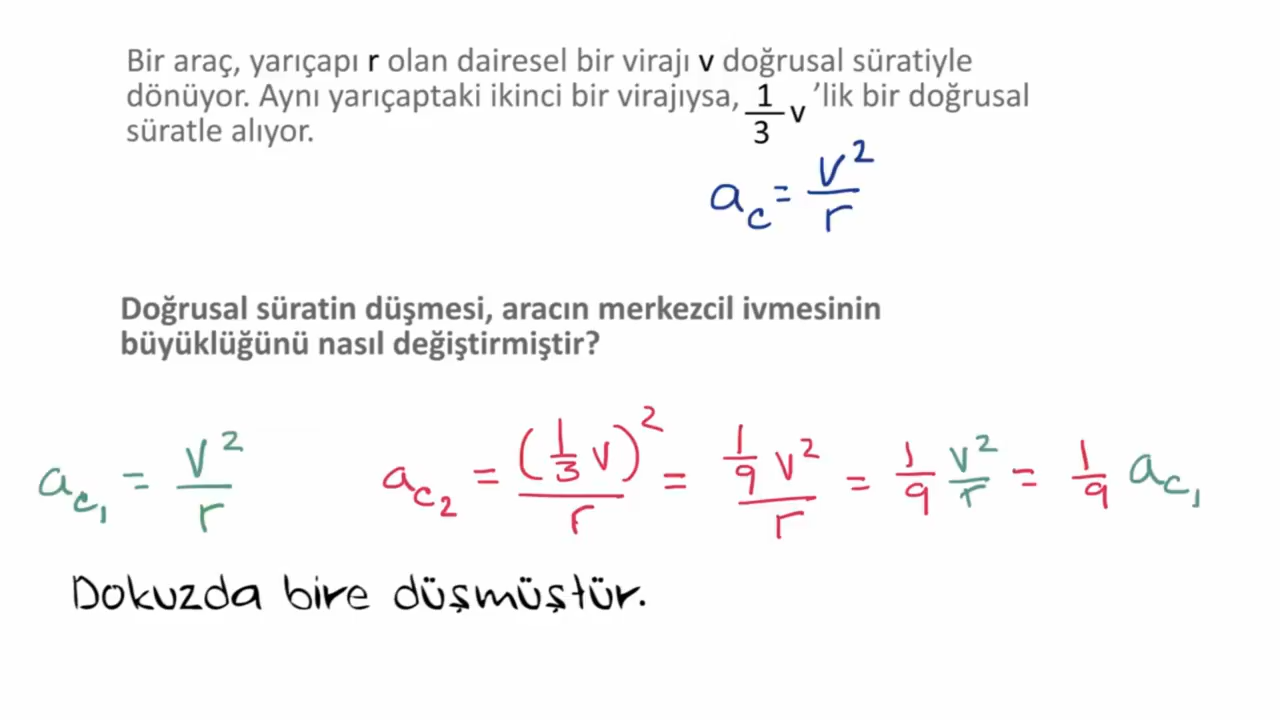 Bir araç, yarıçapı r olan dairesel bir virajı v doğrusal süratiyle
dönüyor. Aynı yarıçaptaki ikinci bir virajıysa, 1/3 v 'lik bir doğrusal
süratle alıyor.
a_c = v²/r
Doğrusal süratin düşmesi, aracın merkezcil ivmesinin
büyüklüğünü nasıl değiştirmiştir?
a_c₁ = v²/r
a_c₂ = (1/3 v)²/r = 1/9 v²/r = 1/9 v²/r = 1/9 a_c₁
Dokuzda bire düşmüştür.